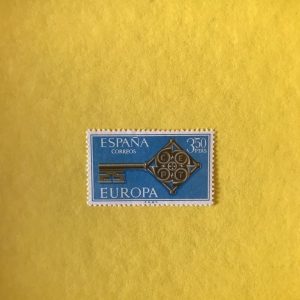 ESPAÑA
CORREOS
3,50
PTAS
EUROPA